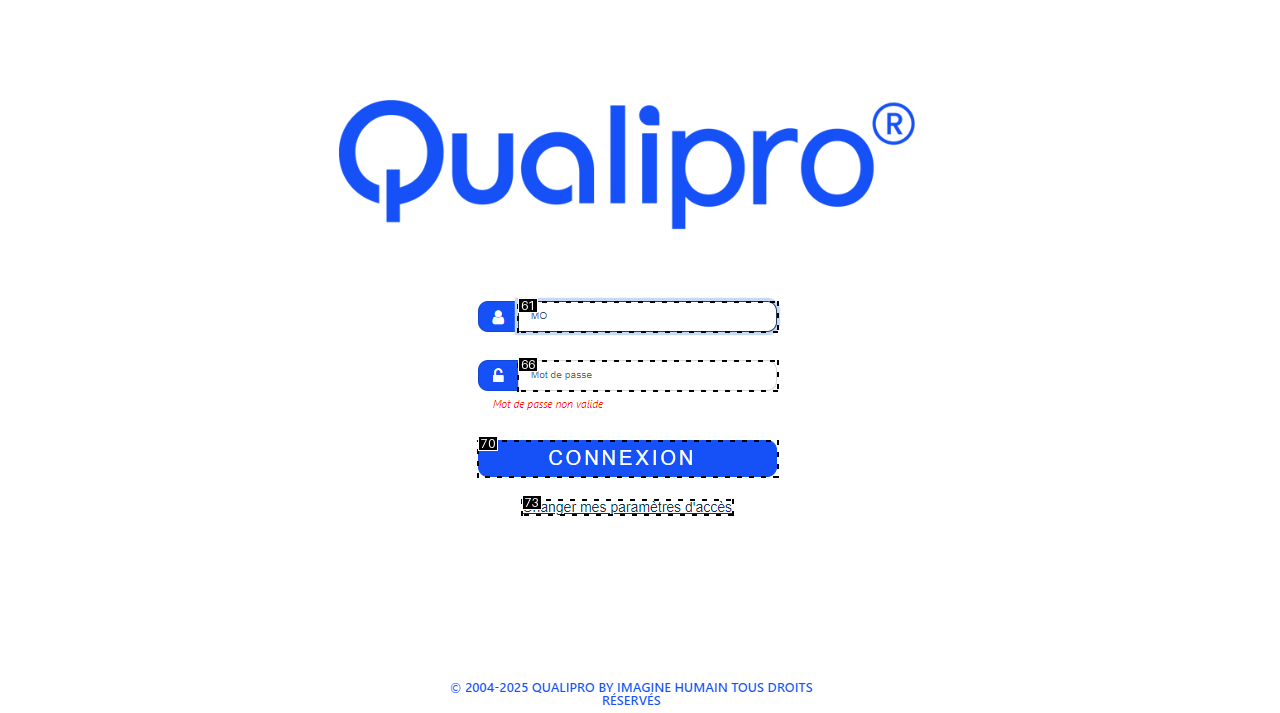 Qualipro®
61
MO
66
Mot de passe
Mot de passe non valide
70
CONNEXION
73
Changer mes paramètres d'accès
© 2004-2025 QUALIPRO BY IMAGINE HUMAIN TOUS DROITS
RÉSERVÉS